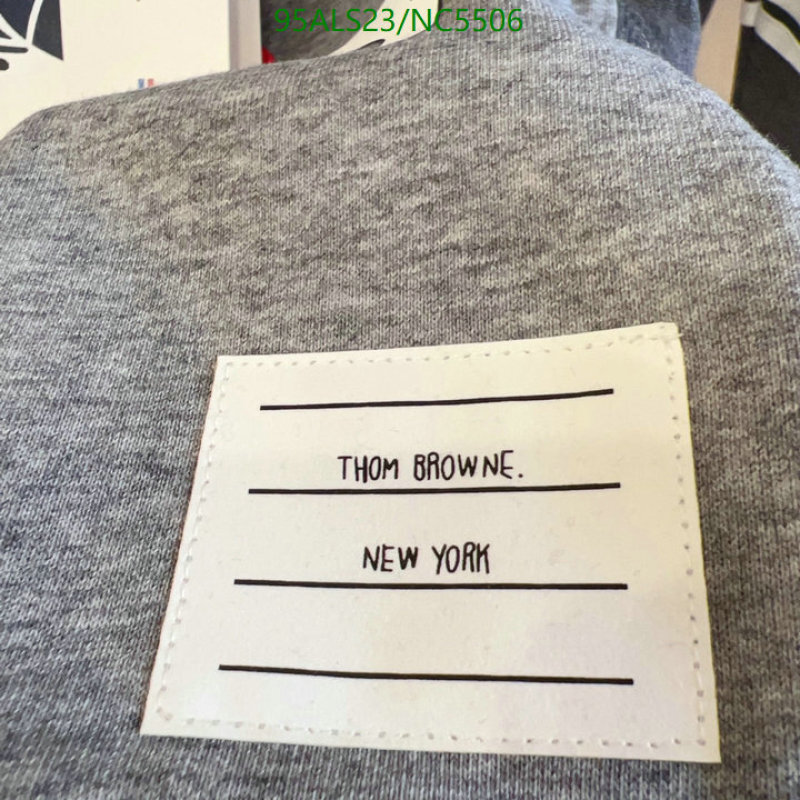 95ALS23/NC5506
THOM BROWNE.
NEW YORK